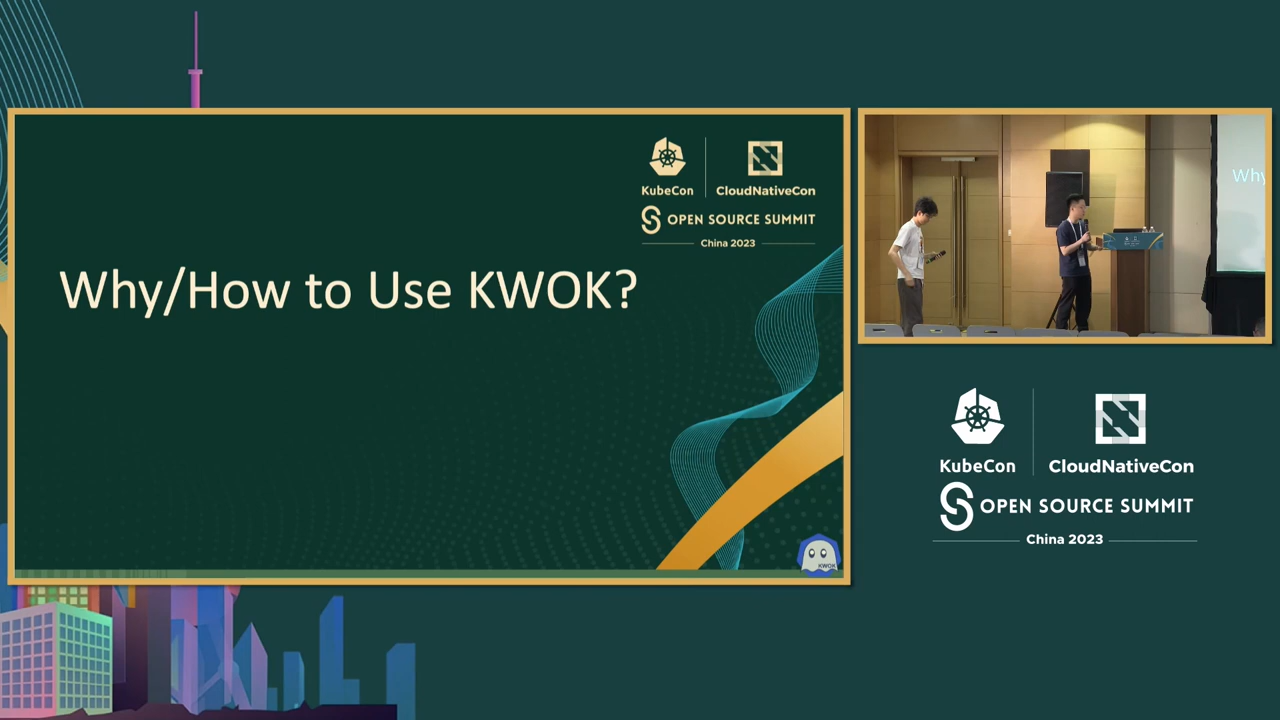 KubeCon
CloudNativeCon
OPEN SOURCE SUMMIT
China 2023
Why/How to Use KWOK?
KWOK
Why
KubeCon
CloudNativeCon
OPEN SOURCE SUMMIT
China 2023